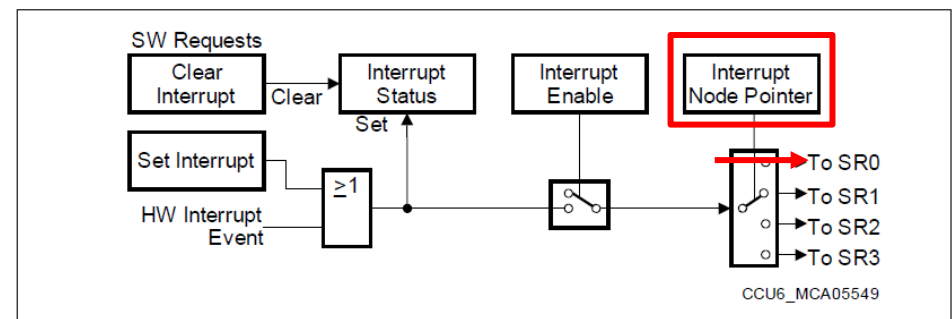 SW Requests
Clear
Interrupt
Clear
Interrupt
Status
Set
Interrupt
Enable
Interrupt
Node Pointer
Set Interrupt
≥1
HW Interrupt
Event
To SR0
To SR1
To SR2
To SR3
CCU6_MCA05549